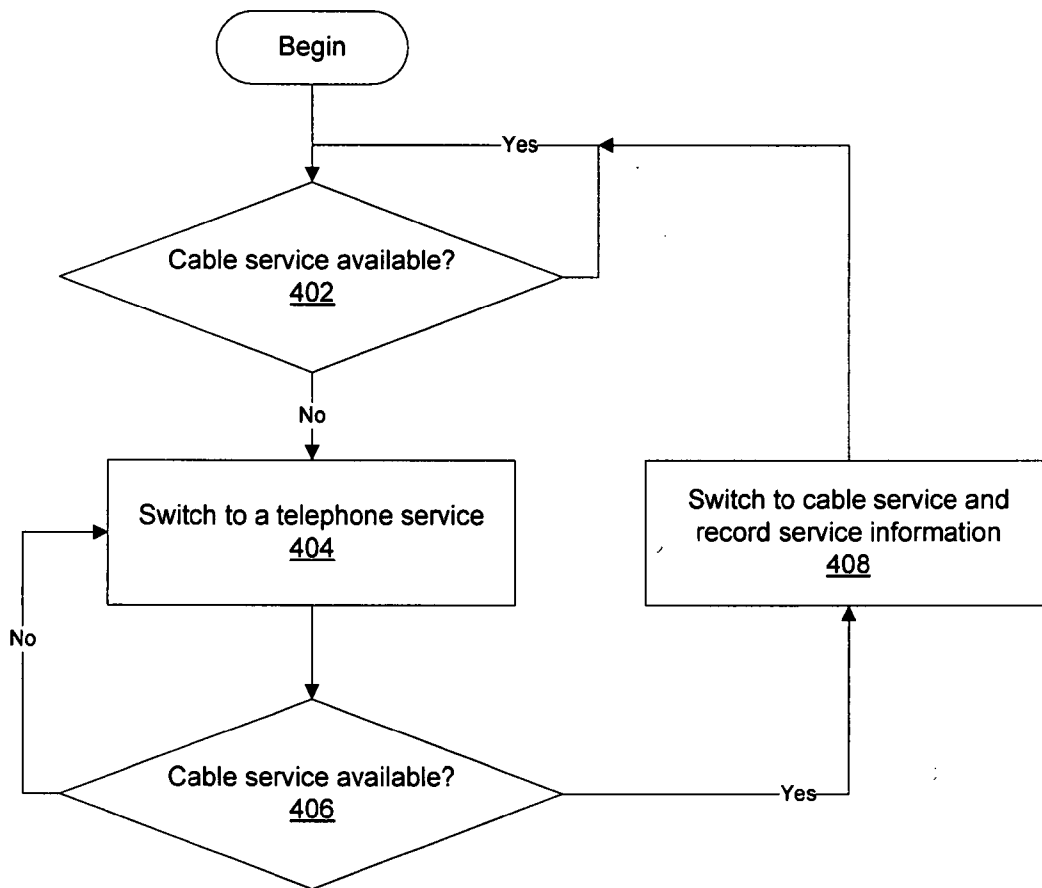 Begin
Yes
Cable service available?
402
No
Switch to a telephone service
404
Switch to cable service and
record service information
408
No
Cable service available?
406
Yes